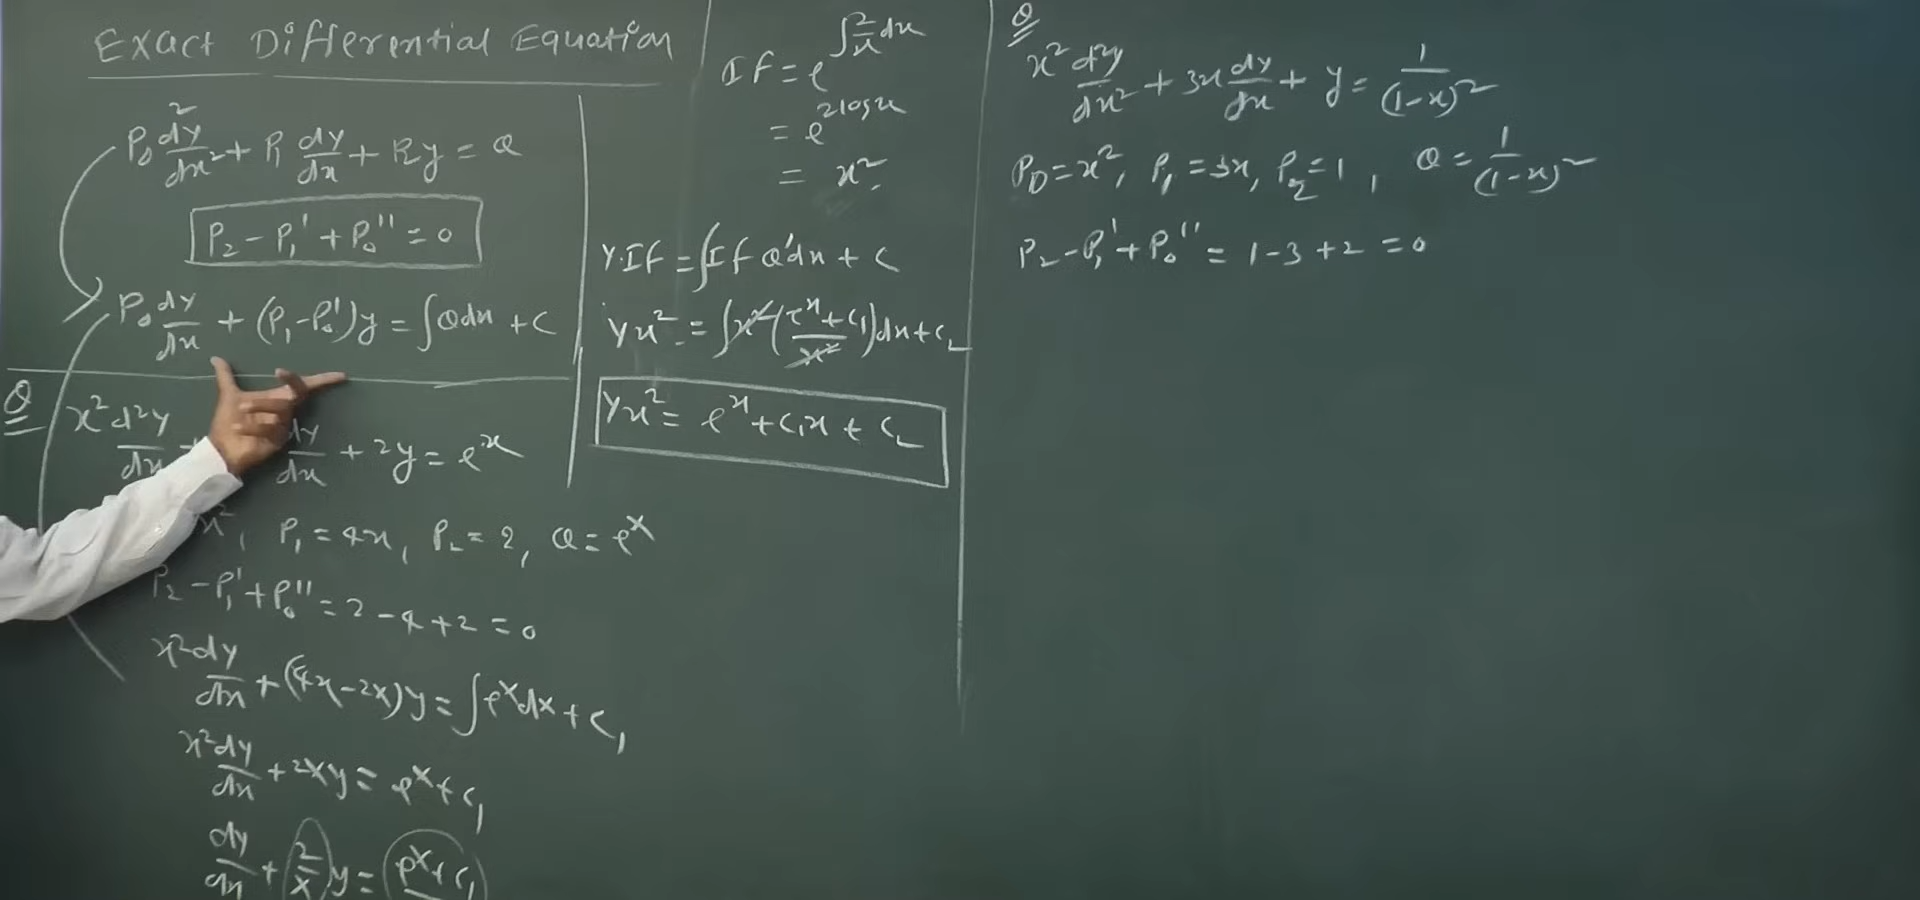 Exact Differential Equation
P₀ d²y/dx² + P₁ dy/dx + P₂y = Q
P₂ - P₁' + P₀'' = 0
P₀ dy/dx + (P₁ - P₀')y = ∫Qdx + C
Q
x² d²y/dx dy/dx + 2y = eˣ
x², P₁ = 4x, P₂ = 2, Q = eˣ
P₂ - P₁' + P₀'' = 2 - 4 + 2 = 0
x² dy/dx + (4x - 2x)y = ∫eˣdx + C₁
x² dy/dx + 2xy = eˣ + C₁
dy/dx + (2/x)y = eˣ + C₁
IF = e^∫(2/x)dx
= e^(2logx)
= x²
Y.IF = ∫IF Q'dx + C
Yx² = ∫x²((eˣ + C₁)/x²)dx + C₂
Yx² = eˣ + C₁x + C₂
Q
x² d²y/dx² + 3x dy/dx + y = 1/(1-x)²
P₀ = x², P₁ = 3x, P₂ = 1, Q = 1/(1-x)²
P₂ - P₁' + P₀'' = 1 - 3 + 2 = 0